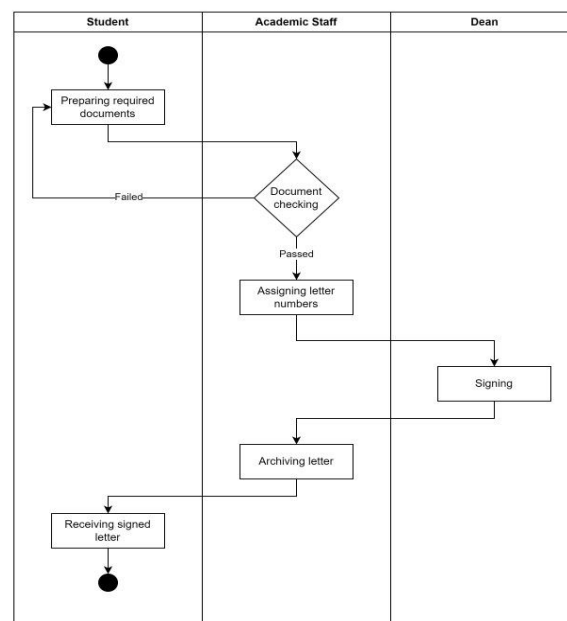 Student
Academic Staff
Dean
Preparing required
documents
Document
checking
Failed
Passed
Assigning letter
numbers
Signing
Archiving letter
Receiving signed
letter